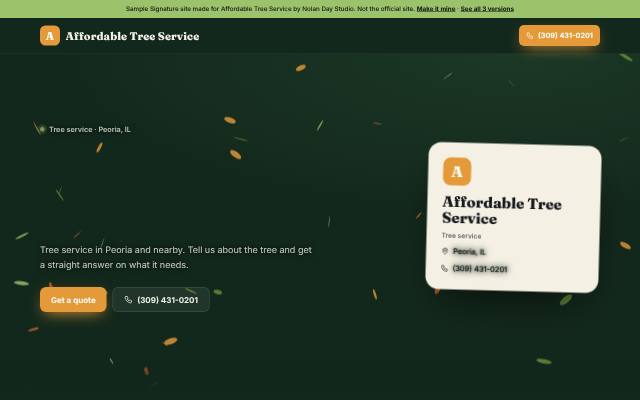 Sample Signature site made for Affordable Tree Service by Nolan Day Studio. Not the official site. Make it mine · See all 3 versions
A Affordable Tree Service
(309) 431-0201
Tree service · Peoria, IL
Tree service in Peoria and nearby. Tell us about the tree and get
a straight answer on what it needs.
Get a quote
(309) 431-0201
A
Affordable Tree
Service
Tree service
Peoria, IL
(309) 431-0201